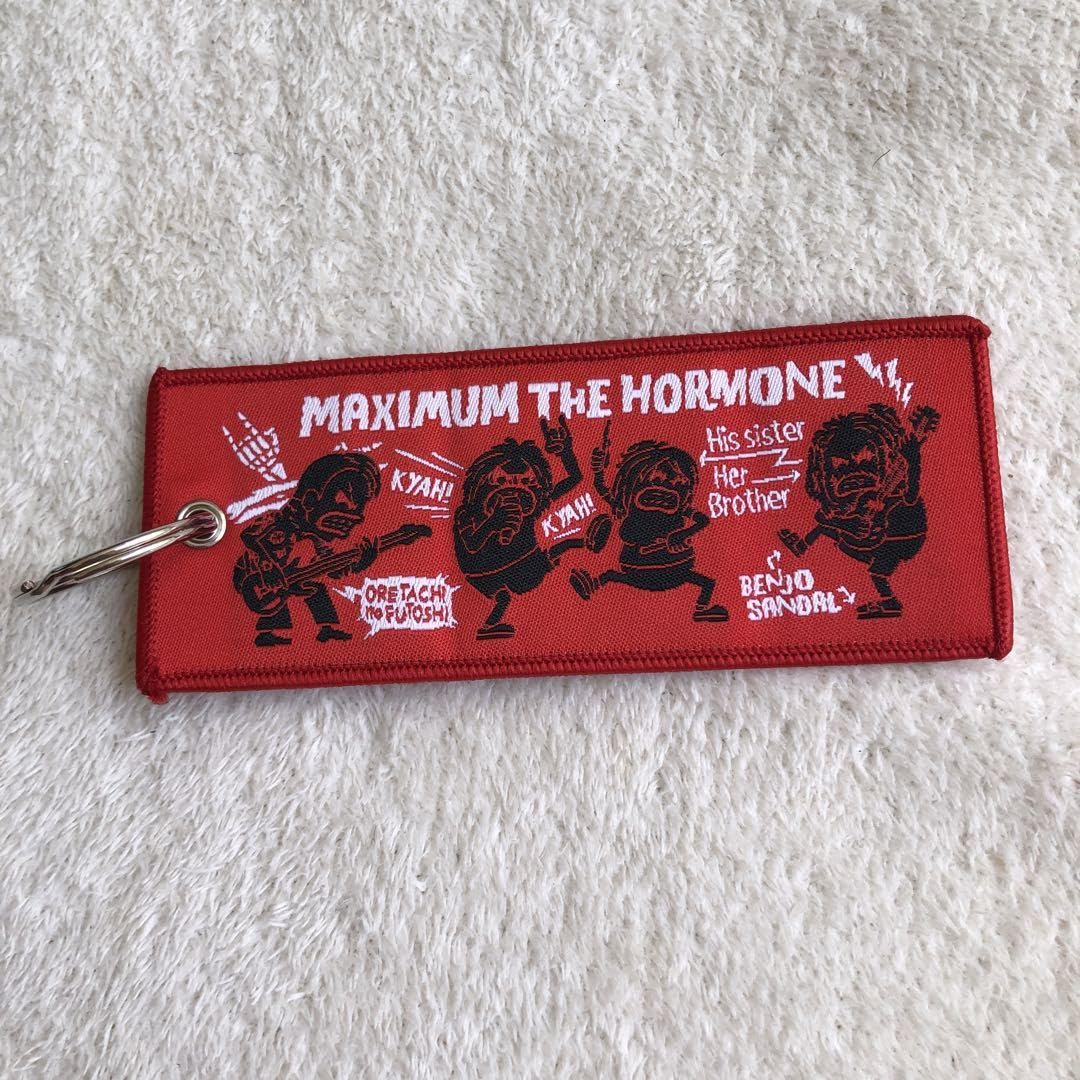 MAXIMUM THE HORMONE
KYAH!
KYAH!
His sister
Her
Brother
ORETACHI
no FUTOSHI
BENJO
SANDAL